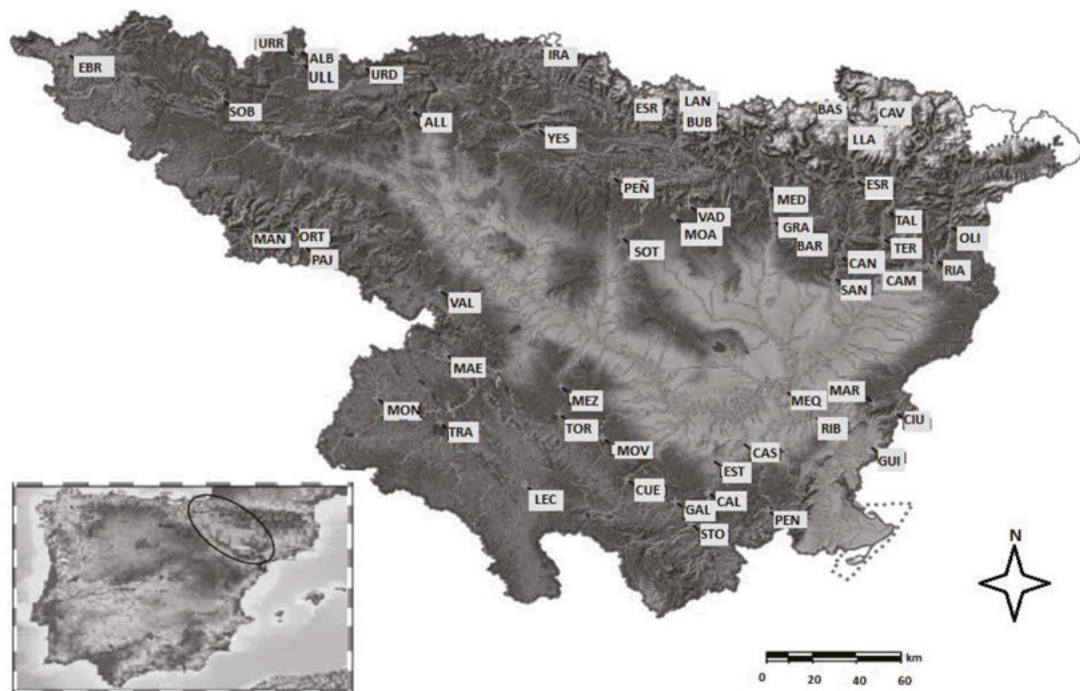 URR
ALB
ULL
EBR
URD
SOB
ALL
IRA
YES
ESR
LAN
BUB
BAS
CAV
LLA
PEÑ
MED
ESR
VAD
MOA
GRA
BAR
TAL
TER
OLI
SOT
CAN
CAM
RIA
SAN
MAN
ORT
PAJ
VAL
MAE
MON
TRA
MEZ
TOR
MOV
MEQ
MAR
RIB
CIU
GUI
CAS
EST
CUE
LEC
GAL
CAL
STO
PEN
N
km
0 20 40 60